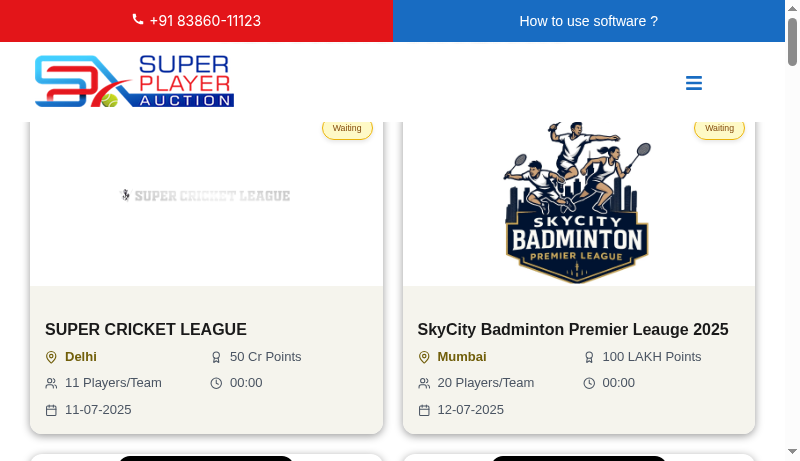 +91 83860-11123
How to use software ?
SUPER
PLAYER
AUCTION
Waiting
Waiting
SUPER CRICKET LEAGUE
SKYCITY
BADMINTON
PREMIER LEAGUE
SUPER CRICKET LEAGUE
Delhi
50 Cr Points
11 Players/Team
00:00
11-07-2025
SkyCity Badminton Premier Leauge 2025
Mumbai
100 LAKH Points
20 Players/Team
00:00
12-07-2025